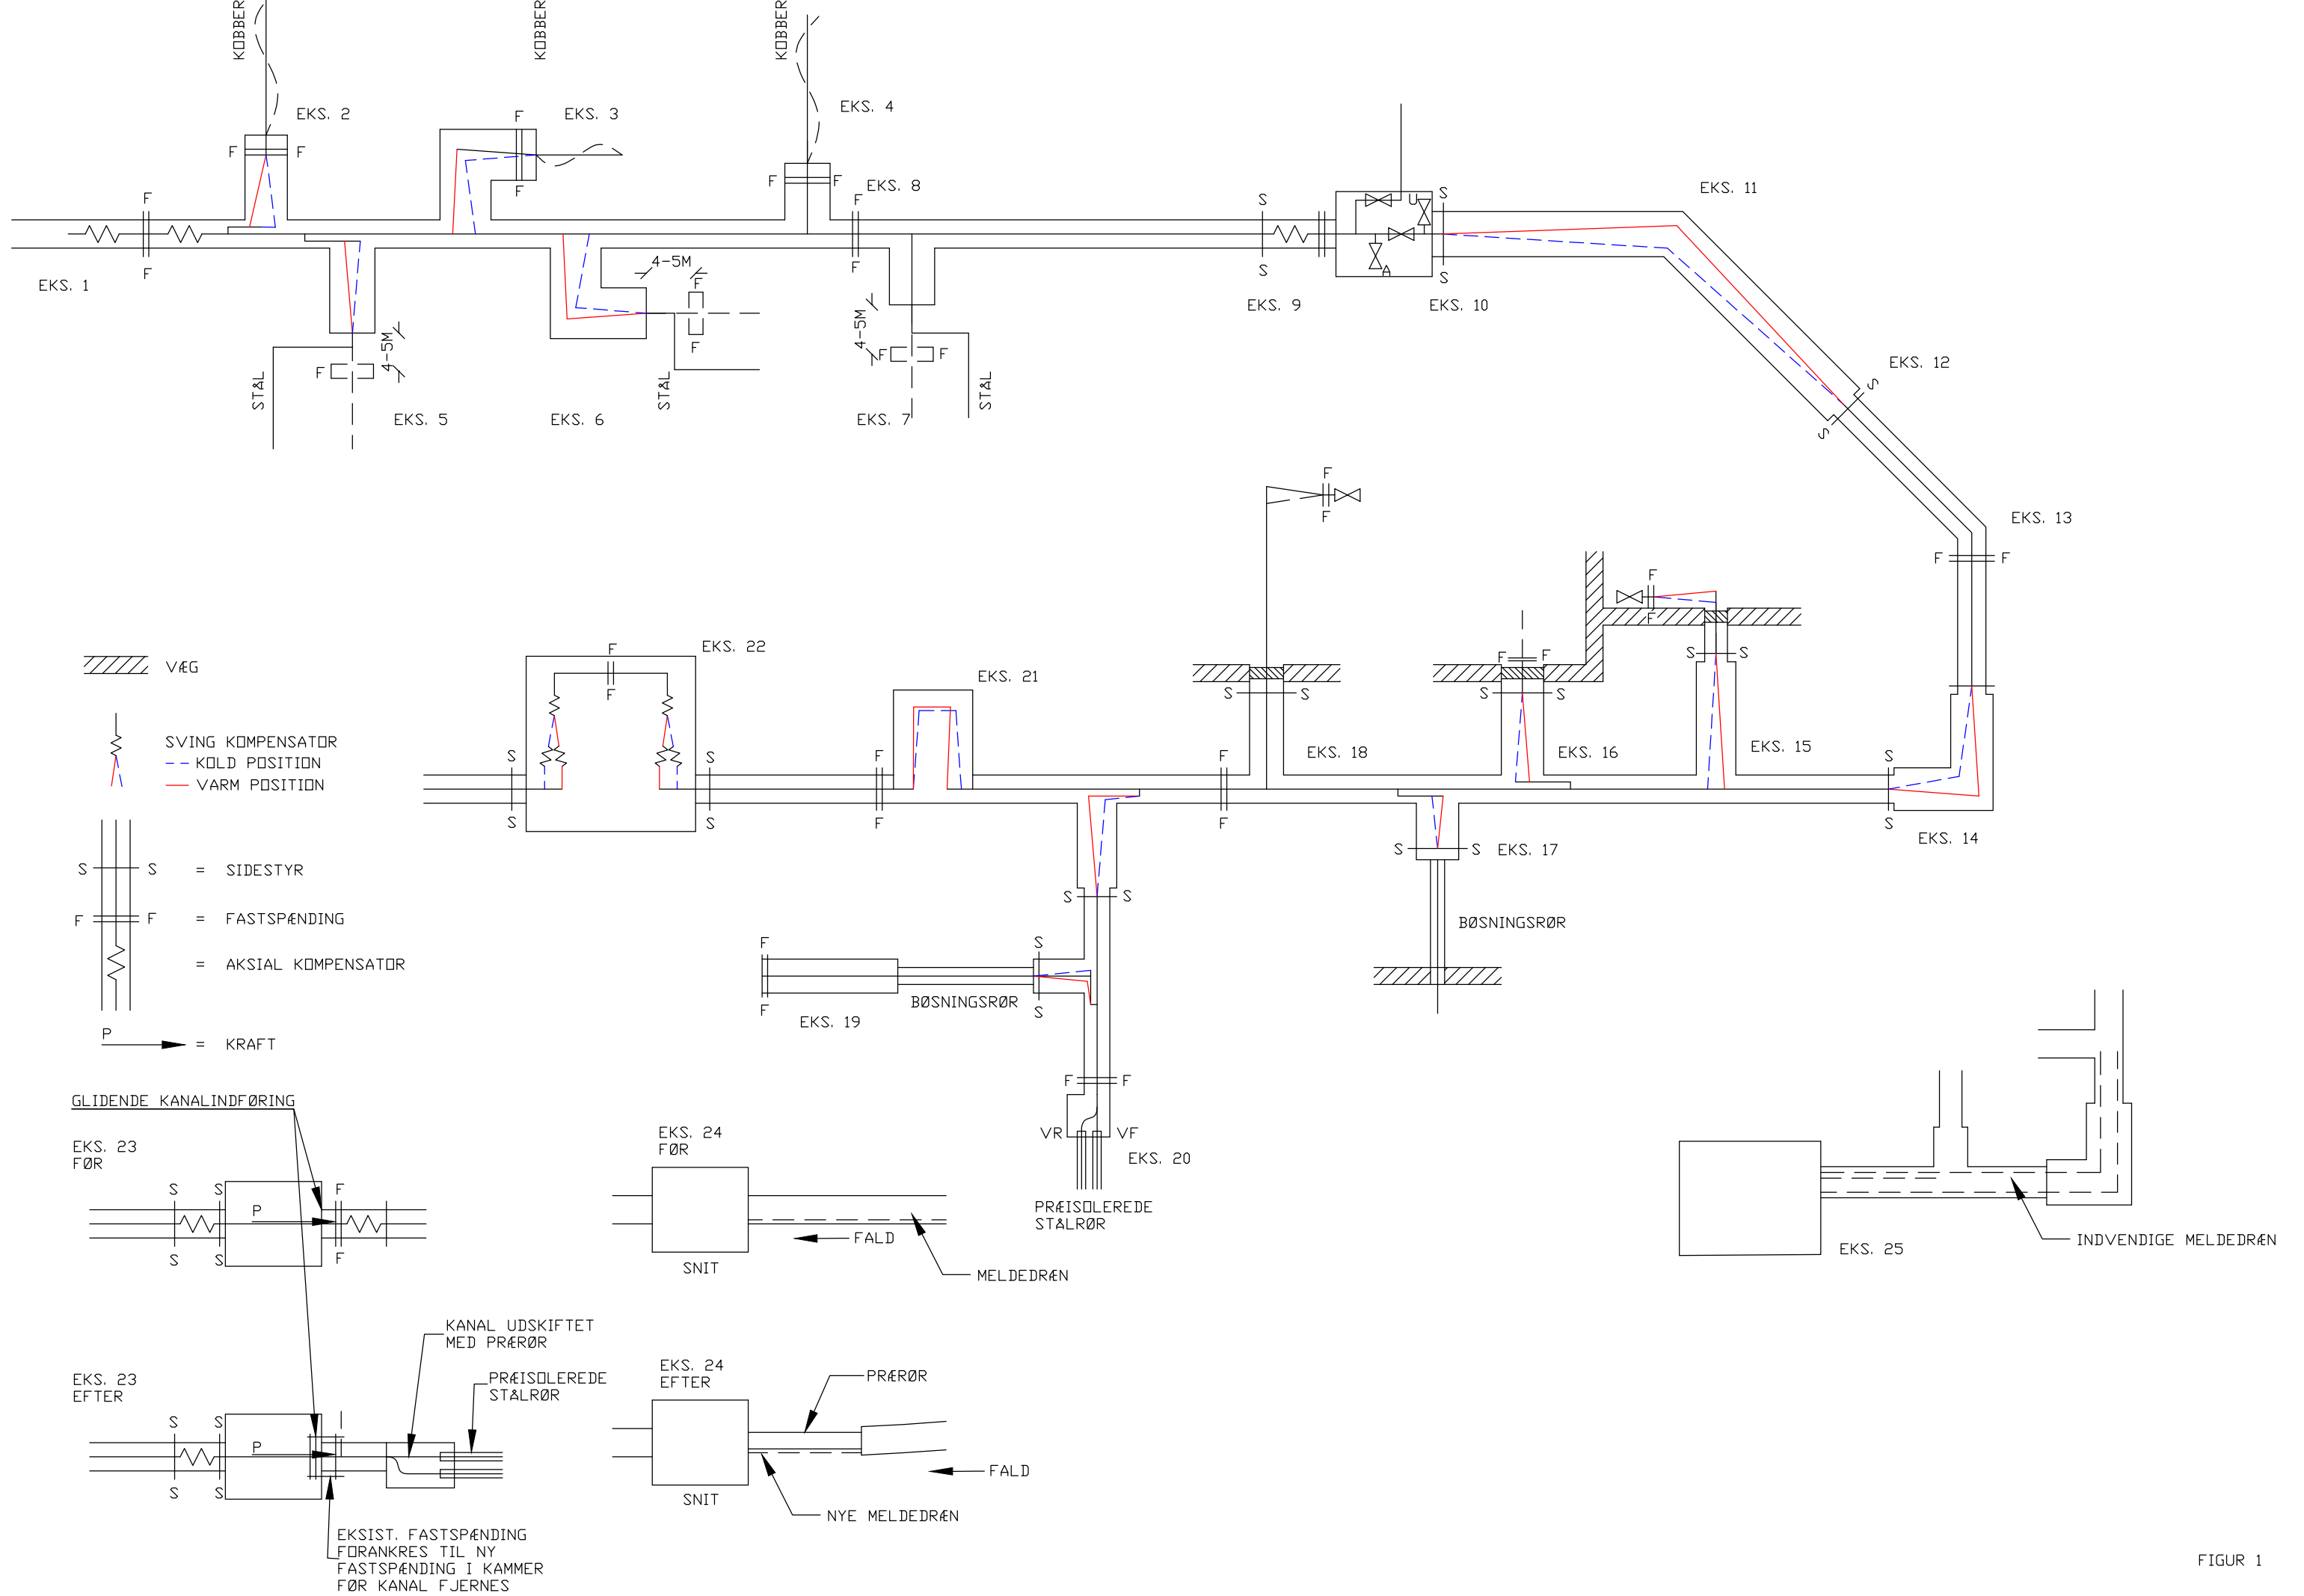 KOBBER
KOBBER
KOBBER
EKS. 2
EKS. 3
EKS. 4
F
F
F
F
F
F
F
F
EKS. 8
F
F
S
U
S
EKS. 11
EKS. 1
4-5M
F
F
A
S
S
EKS. 9
EKS. 10
4-5M
F
STÅL
EKS. 5
EKS. 6
STÅL
4-5M
F
F
EKS. 7
STÅL
EKS. 12
S
S
EKS. 13
F
F
F
F
F
F
VÆG
SVING KOMPENSATOR
KOLD POSITION
VARM POSITION
EKS. 22
F
F
S
S
S
S
EKS. 21
F
F
S
S
EKS. 18
F
F
F
F
S
S
EKS. 16
S
S
EKS. 15
S
S
EKS. 14
S
S
EKS. 17
BØSNINGSRØR
S
S
=
SIDESTYR
F
F
=
FASTSPÆNDING
=
AKSIAL KOMPENSATOR
P
=
KRAFT
S
S
F
F
S
S
BØSNINGSRØR
EKS. 19
F
F
VR
VF
EKS. 20
PRÆISOLEREDE
STÅLRØR
GLIDENDE KANALINDFØRING
EKS. 23
FØR
S
S
P
F
S
S
F
EKS. 24
FØR
FALD
SNIT
MELDEDRÆN
EKS. 25
INDVENDIGE MELDEDRÆN
EKS. 23
EFTER
S
S
P
S
S
KANAL UDSKIFTET
MED PRÆRØR
PRÆISOLEREDE
STÅLRØR
EKSIST. FASTSPÆNDING
FORANKRES TIL NY
FASTSPÆNDING I KAMMER
FØR KANAL FJERNES
EKS. 24
EFTER
PRÆRØR
FALD
SNIT
NYE MELDEDRÆN
FIGUR 1